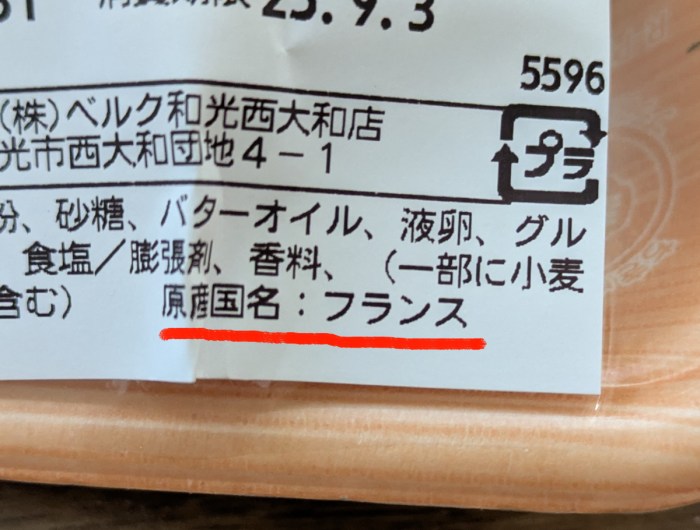 25.9.3
5596
(株)ベルク和光西大和店
光市西大和団地4-1
プラ
、砂糖、バターオイル、液卵、グル
食塩/膨張剤、香料、(一部に小麦
含む) 原産国名:フランス